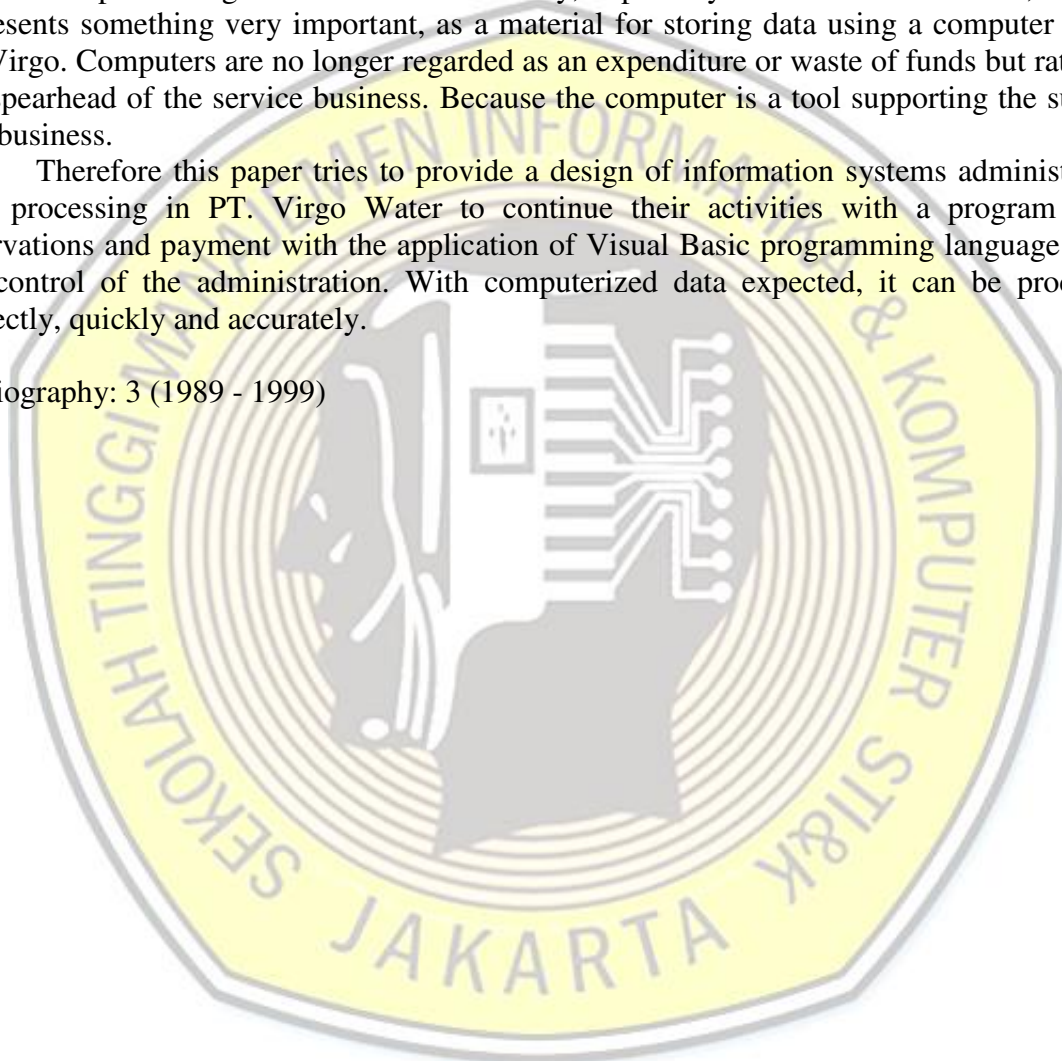 esents something very important, as a material for storing data using a computer
Virgo. Computers are no longer regarded as an expenditure or waste of funds but rat
pearhead of the service business. Because the computer is a tool supporting the su
business.
Therefore this paper tries to provide a design of information systems administ
processing in PT. Virgo Water to continue their activities with a program
rvations and payment with the application of Visual Basic programming language
control of the administration. With computerized data expected, it can be proc
ectly, quickly and accurately.
iography: 3 (1989 - 1999)
SEKOLAH TINGGI MANAJEMEN INFORMATIKA & KOMPUTER STI&K
JAKARTA